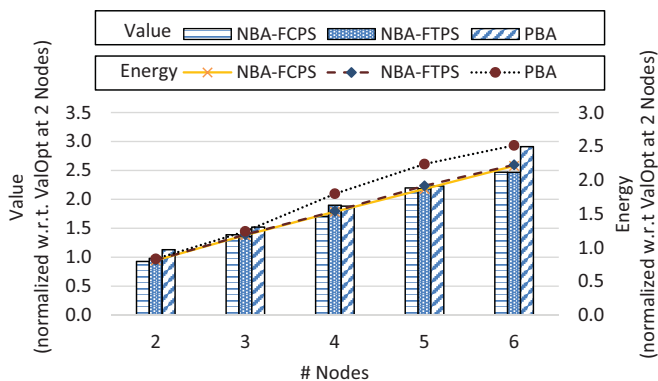 Value NBA-FCPS NBA-FTPS PBA
Energy NBA-FCPS NBA-FTPS PBA
Value
(normalized w.r.t. ValOpt at 2 Nodes)
3.5
3.0
2.5
2.0
1.5
1.0
0.5
0.0
3.0
2.5
2.0
1.5
1.0
0.5
0.0
Energy
(normalized w.r.t ValOpt at 2 Nodes)
2 3 4 5 6
# Nodes